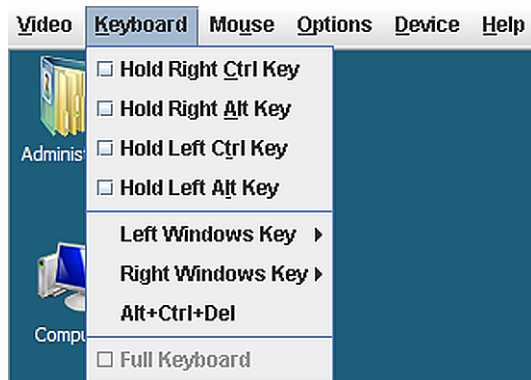 Video Keyboard Mouse Options Device Help
Hold Right Ctrl Key
Hold Right Alt Key
Adminis
Hold Left Ctrl Key
Hold Left Alt Key
Left Windows Key
Right Windows Key
Alt+Ctrl+Del
Compu
Full Keyboard